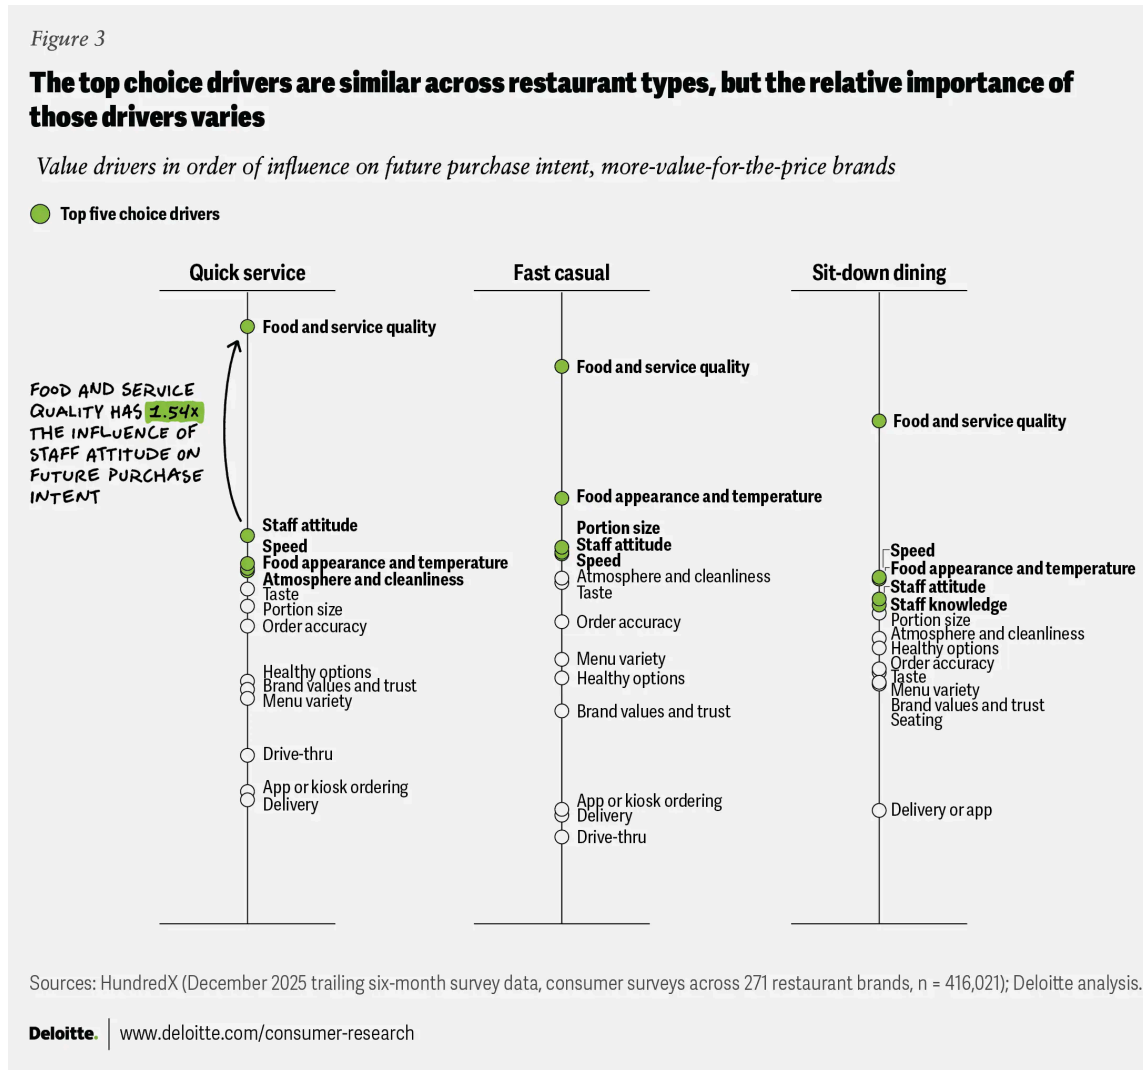 Figure 3
The top choice drivers are similar across restaurant types, but the relative importance of
those drivers varies
Value drivers in order of influence on future purchase intent, more-value-for-the-price brands
Top five choice drivers
Quick service
Food and service quality
FOOD AND SERVICE
QUALITY HAS 1.54x
THE INFLUENCE OF
STAFF ATTITUDE ON
FUTURE PURCHASE
INTENT
Staff attitude
Speed
Food appearance and temperature
Atmosphere and cleanliness
Taste
Portion size
Order accuracy
Healthy options
Brand values and trust
Menu variety
Drive-thru
App or kiosk ordering
Delivery
Fast casual
Food and service quality
Food appearance and temperature
Portion size
Staff attitude
Speed
Atmosphere and cleanliness
Taste
Order accuracy
Menu variety
Healthy options
Brand values and trust
App or kiosk ordering
Delivery
Drive-thru
Sit-down dining
Food and service quality
Speed
Food appearance and temperature
Staff attitude
Staff knowledge
Portion size
Atmosphere and cleanliness
Healthy options
Order accuracy
Taste
Menu variety
Brand values and trust
Seating
Delivery or app
Sources: HundredX (December 2025 trailing six-month survey data, consumer surveys across 271 restaurant brands, n = 416,021); Deloitte analysis.
Deloitte. www.deloitte.com/consumer-research